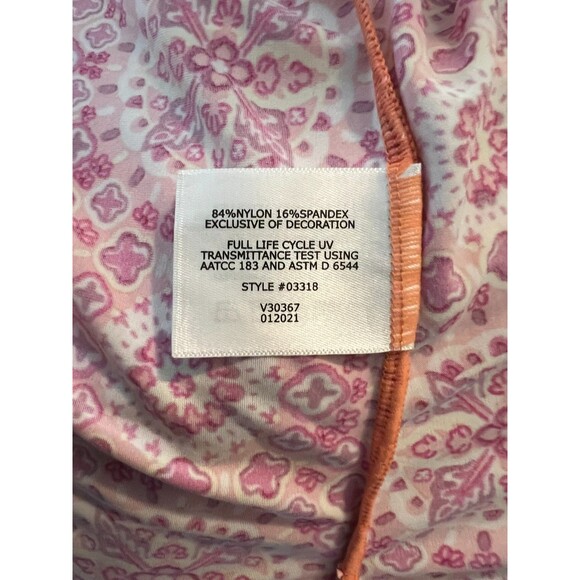 84%NYLON 16%SPANDEX
EXCLUSIVE OF DECORATION
FULL LIFE CYCLE UV
TRANSMITTANCE TEST USING
AATCC 183 AND ASTM D 6544
STYLE #03318
V30367
012021